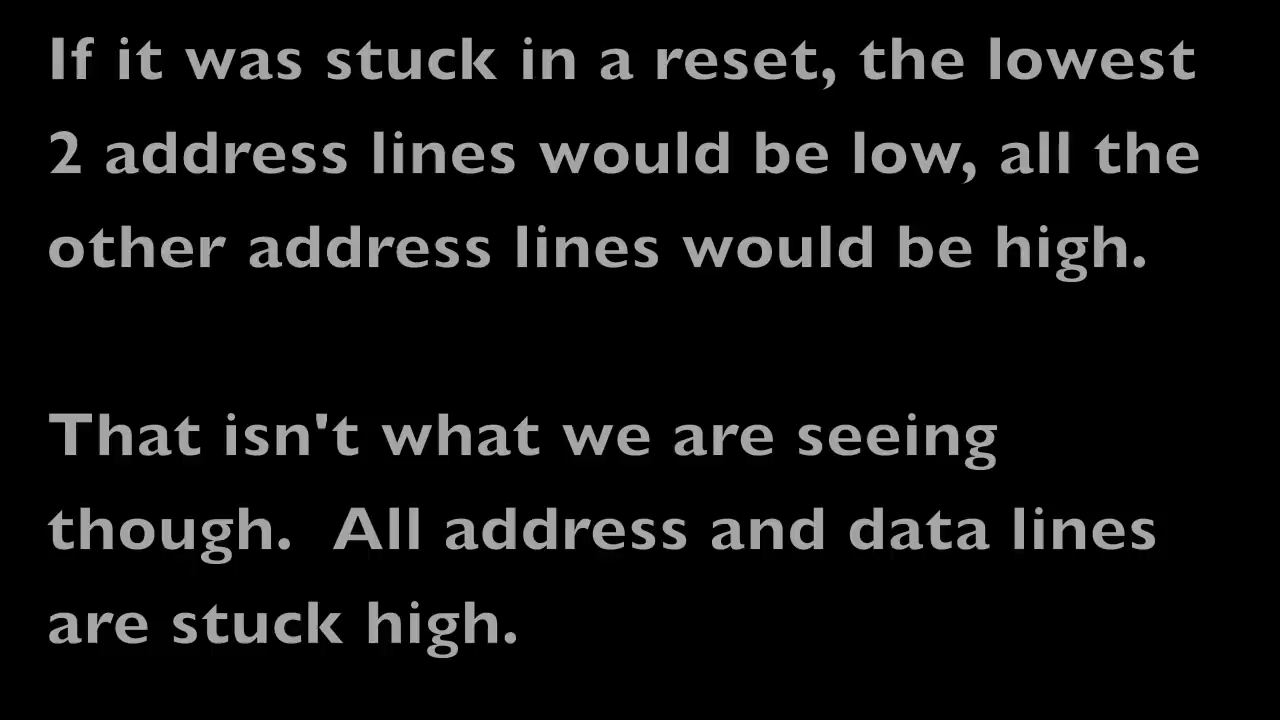 If it was stuck in a reset, the lowest
2 address lines would be low, all the
other address lines would be high.
That isn't what we are seeing
though.  All address and data lines
are stuck high.